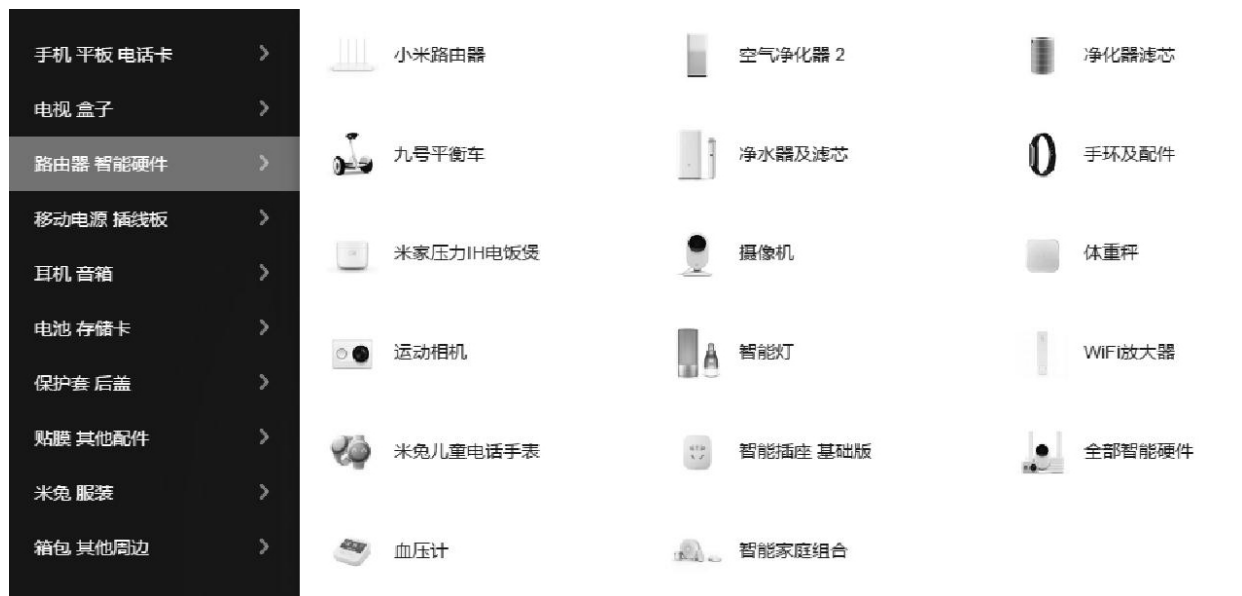 手机 平板 电话卡
电视 盒子
路由器 智能硬件
移动电源 插线板
耳机 音箱
电池 存储卡
保护套 后盖
贴膜 其他配件
米兔 服装
箱包 其他周边
小米路由器
空气净化器 2
净化器滤芯
九号平衡车
净水器及滤芯
手环及配件
米家压力IH电饭煲
摄像机
体重秤
运动相机
智能灯
WiFi放大器
米兔儿童电话手表
智能插座 基础版
全部智能硬件
血压计
智能家庭组合